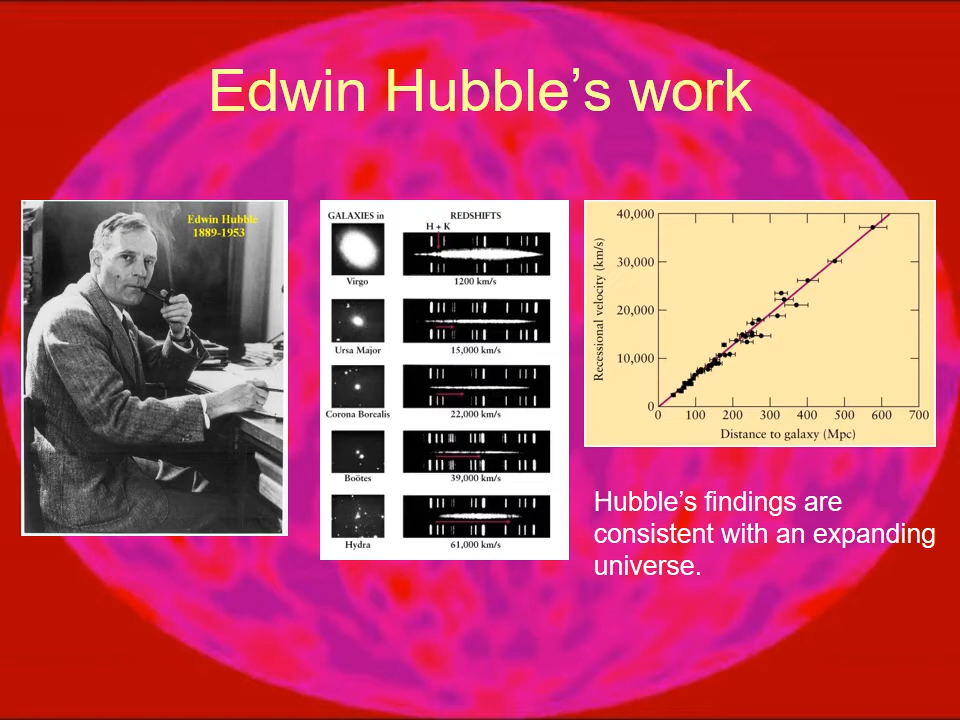 Edwin Hubble’s work
Edwin Hubble
1889-1953
GALAXIES in
REDSHIFTS
H + K
Virgo
1200 km/s
Ursa Major
15,000 km/s
Corona Borealis
22,000 km/s
Boötes
39,000 km/s
Hydra
61,000 km/s
Recessional velocity (km/s)
40,000
30,000
20,000
10,000
0
0 100 200 300 400 500 600 700
Distance to galaxy (Mpc)
Hubble’s findings are
consistent with an expanding
universe.